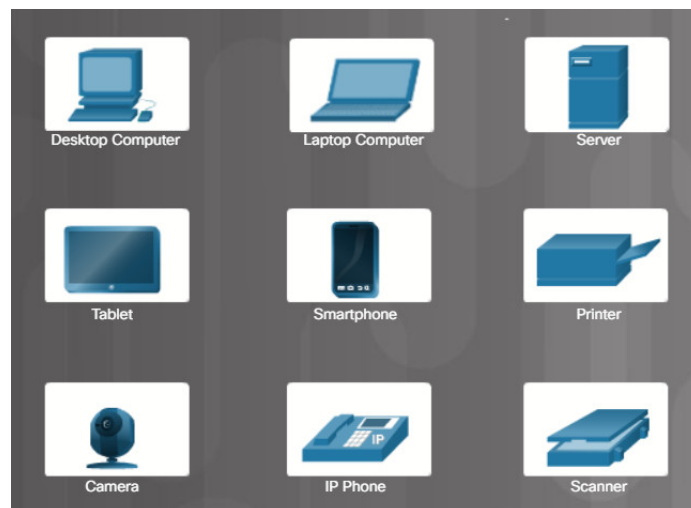 Desktop Computer
Laptop Computer
Server
Tablet
Smartphone
Printer
Camera
IP
IP Phone
Scanner